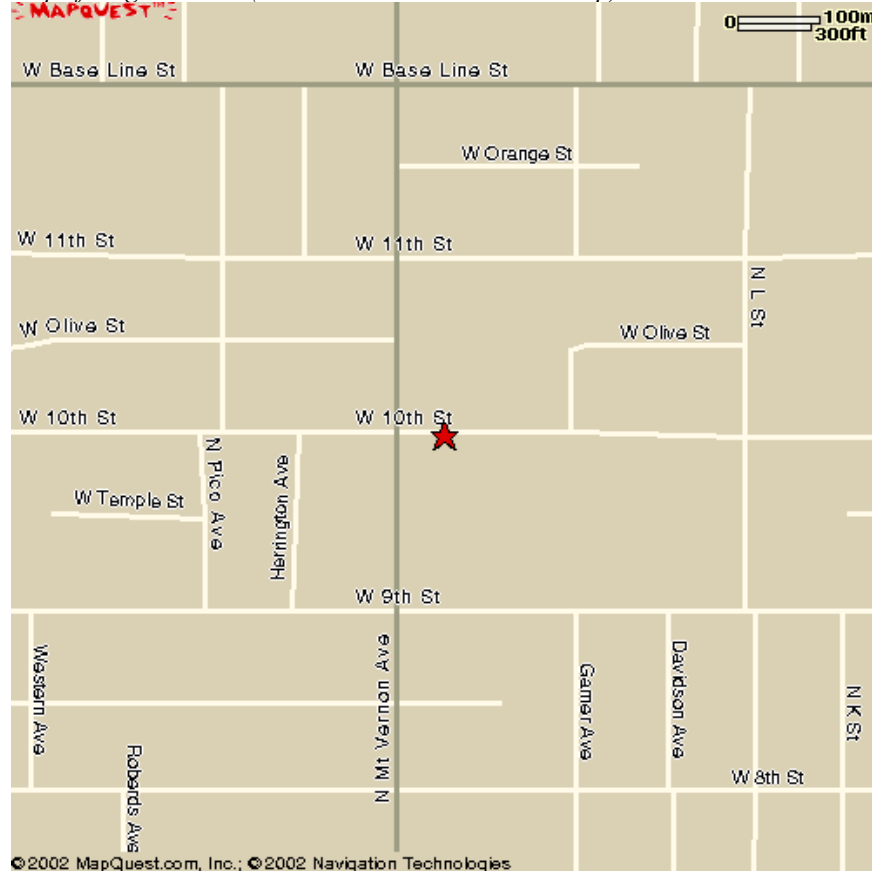 MAPQUEST
0 100m
300ft
W Base Line St
W Base Line St
W Orange St
W 11th St
W 11th St
N L St
W Olive St
W Olive St
W 10th St
W 10th St
N Pico Ave
Herrington Ave
W Temple St
W 9th St
Western Ave
N Mt Vernon Ave
Garner Ave
Davidson Ave
N K St
Roberds Ave
W 8th St
©2002 MapQuest.com, Inc.; ©2002 Navigation Technologies